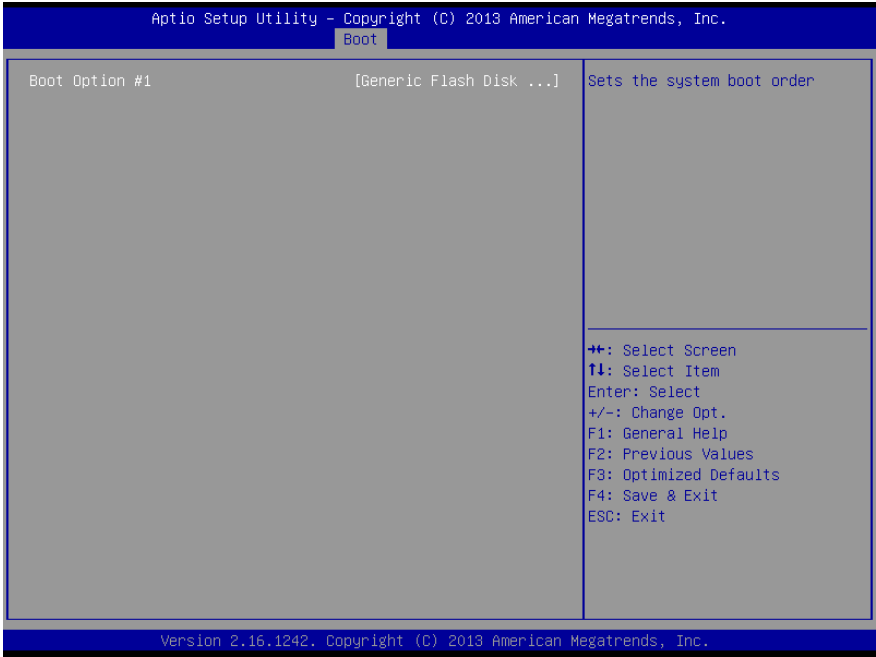 Aptio Setup Utility – Copyright (C) 2013 American Megatrends, Inc.
Boot
Boot Option #1 [Generic Flash Disk ...]
Sets the system boot order
→←: Select Screen
↑↓: Select Item
Enter: Select
+/-: Change Opt.
F1: General Help
F2: Previous Values
F3: Optimized Defaults
F4: Save & Exit
ESC: Exit
Version 2.16.1242. Copyright (C) 2013 American Megatrends, Inc.